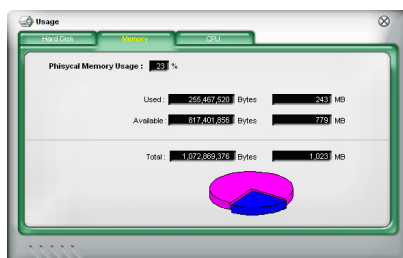 Usage
Hard Disk Memory CPU
Phisycal Memory Usage : 23 %
Used : 255,467,520 Bytes 243 MB
Available : 817,401,856 Bytes 779 MB
Total : 1,072,869,376 Bytes 1,023 MB